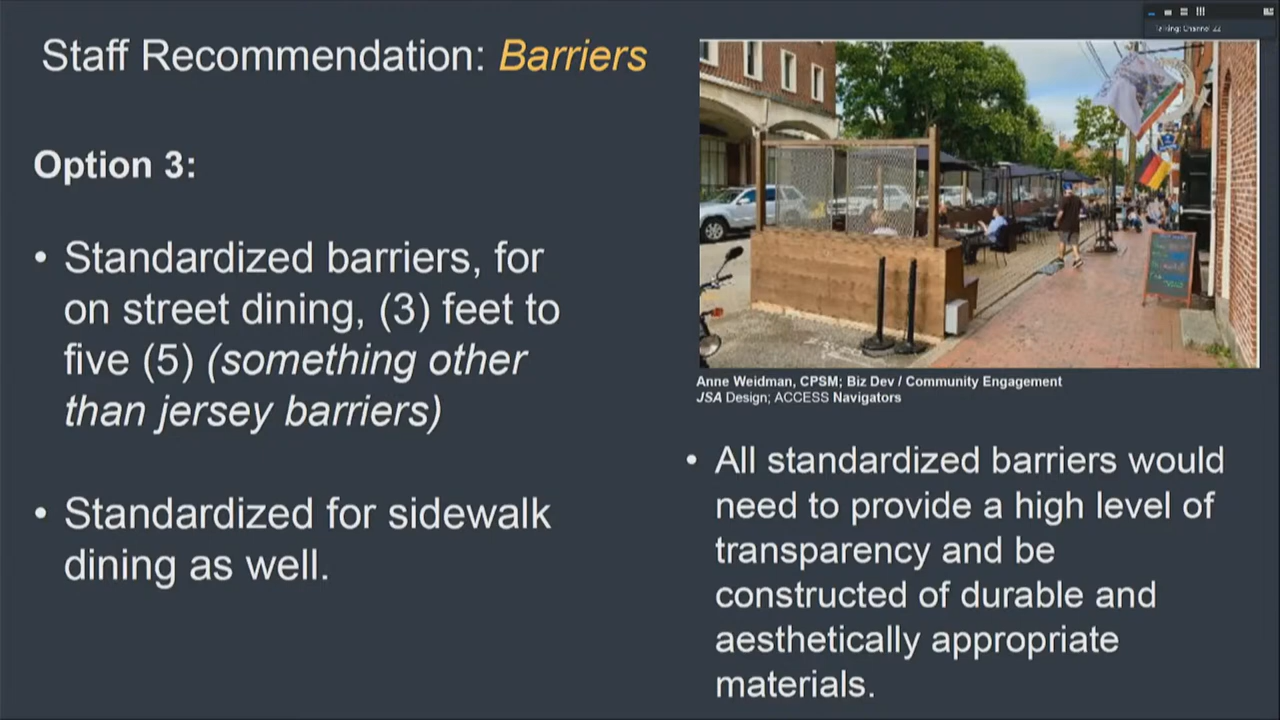 Staff Recommendation: Barriers
Option 3:
• Standardized barriers, for
on street dining, (3) feet to
five (5) (something other
than jersey barriers)
• Standardized for sidewalk
dining as well.
Talking: Channel 22
Anne Weidman, CPSM; Biz Dev / Community Engagement
JSA Design; ACCESS Navigators
• All standardized barriers would
need to provide a high level of
transparency and be
constructed of durable and
aesthetically appropriate
materials.